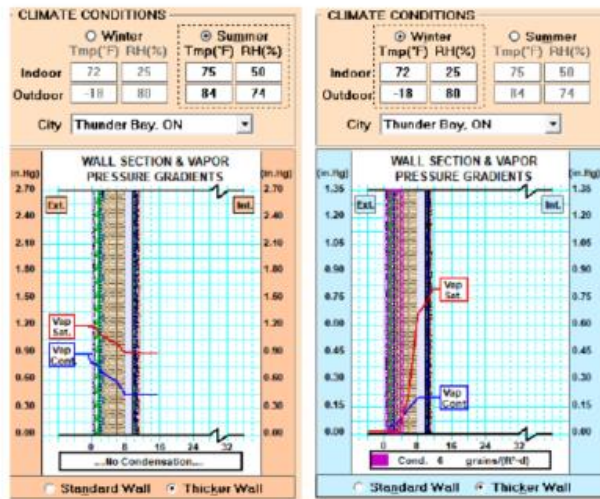 CLIMATE CONDITIONS
Winter Summer
Tmp(°F) RH(%) Tmp(°F) RH(%)
Indoor 72 25 75 50
Outdoor -18 80 84 74
City Thunder Bay, ON
(in.Hg) WALL SECTION & VAPOR (in.Hg)
PRESSURE GRADIENTS
2.70 2.70
Ext. Int.
2.40 2.40
2.10 2.10
1.80 1.80
1.50 1.50
1.20 1.20
Vap
Sat.
0.90 0.90
Vap
Cont.
0.60 0.60
0.30 0.30
0.00 0.00
0 8 16 24 32
....No Condensation....
Standard Wall Thicker Wall
CLIMATE CONDITIONS
Winter Summer
Tmp(°F) RH(%) Tmp(°F) RH(%)
Indoor 72 25 75 50
Outdoor -18 80 84 74
City Thunder Bay, ON
(in.Hg) WALL SECTION & VAPOR (in.Hg)
PRESSURE GRADIENTS
1.35 1.35
Ext. Int.
1.20 1.20
1.05 1.05
0.90 0.90
Vap
Sat.
0.75 0.75
0.60 0.60
0.45 0.45
0.30 0.30
Vap
Cont
0.15 0.15
0.00 0.00
0 8 16 24 32
Cond. 4 grains/(ft²-d)
Standard Wall Thicker Wall